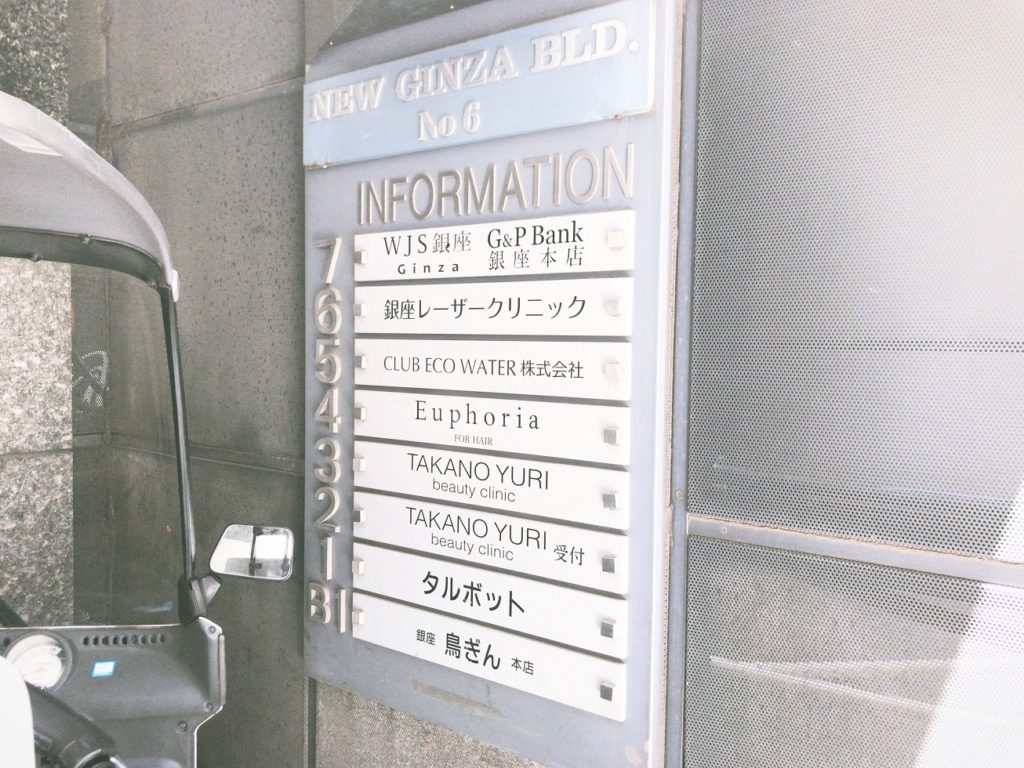 NEW GINZA BLD.
No 6
INFORMATION
7 WJS銀座 G&P Bank
Ginza 銀座本店
6 銀座レーザークリニック
5 CLUB ECO WATER 株式会社
4 Euphoria
FOR HAIR
3 TAKANO YURI
beauty clinic
2 TAKANO YURI 受付
beauty clinic
1 タルボット
B1 銀座 鳥ぎん 本店